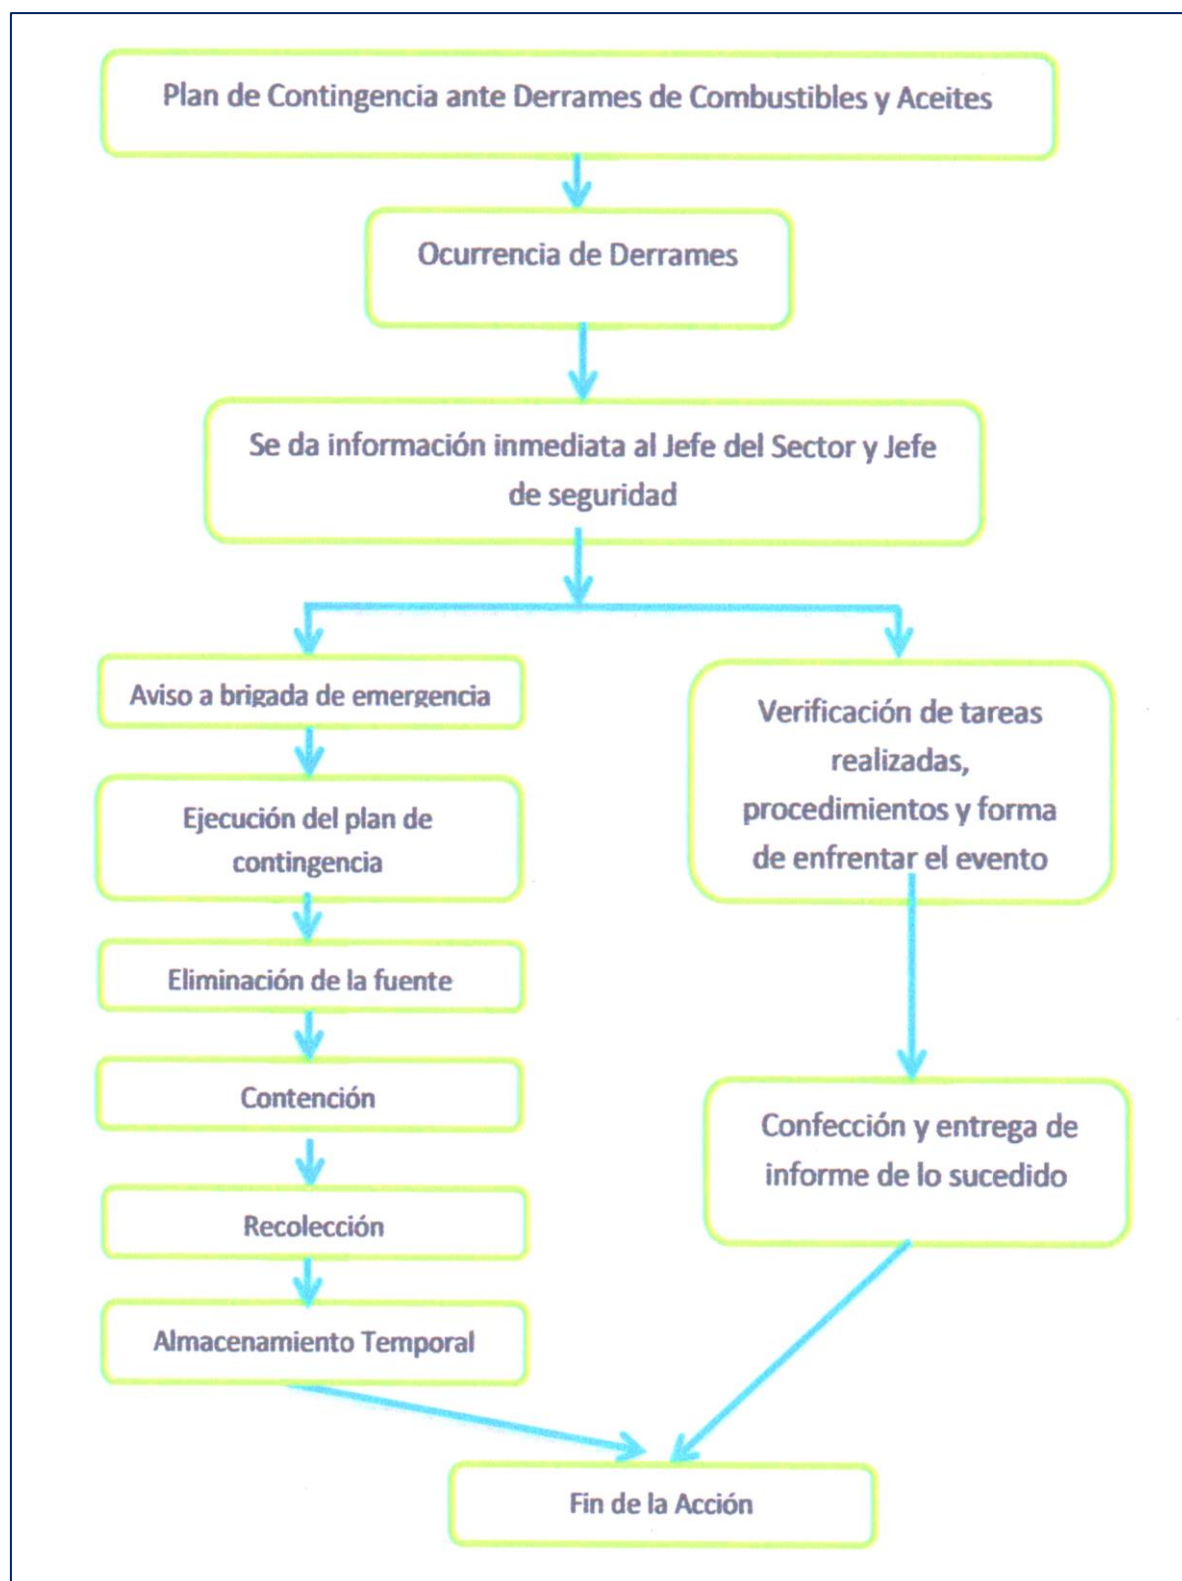 Plan de Contingencia ante Derrames de Combustibles y Aceites
Ocurrencia de Derrames
Se da información inmediata al Jefe del Sector y Jefe
de seguridad
Aviso a brigada de emergencia
Ejecución del plan de
contingencia
Eliminación de la fuente
Contención
Recolección
Almacenamiento Temporal
Verificación de tareas
realizadas,
procedimientos y forma
de enfrentar el evento
Confección y entrega de
informe de lo sucedido
Fin de la Acción